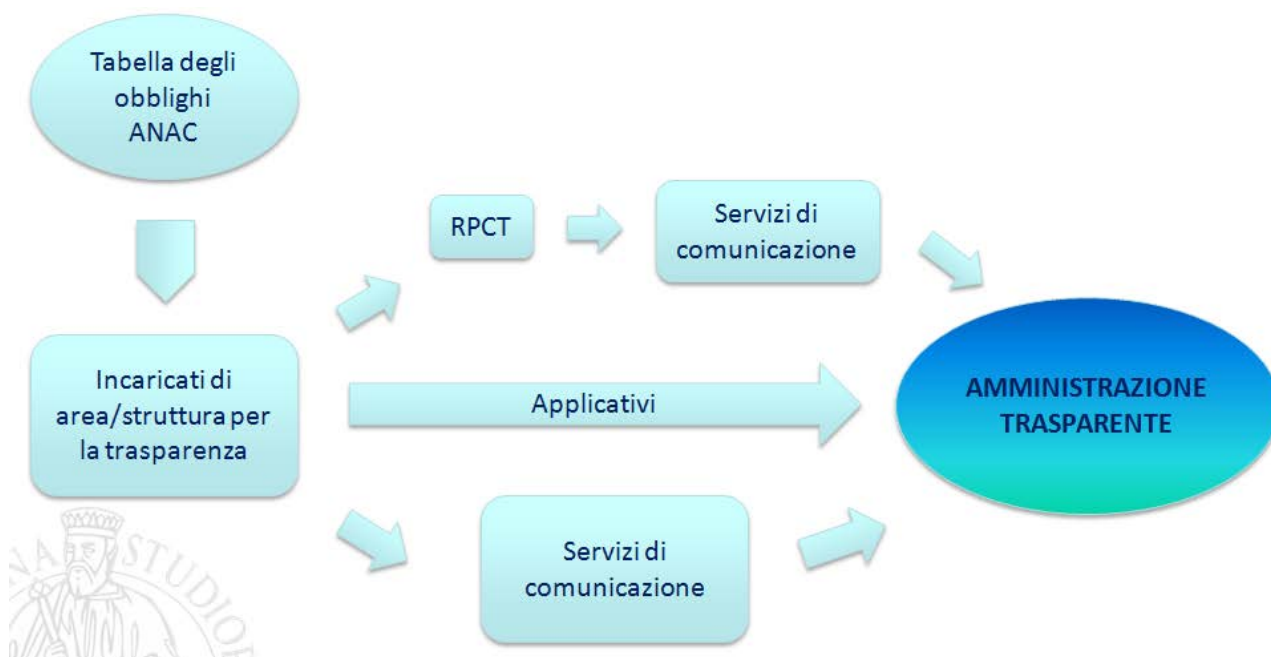 Tabella degli
obblighi
ANAC
RPCT
Servizi di
comunicazione
Incaricati di
area/struttura per
la trasparenza
Applicativi
AMMINISTRAZIONE
TRASPARENTE
Servizi di
comunicazione